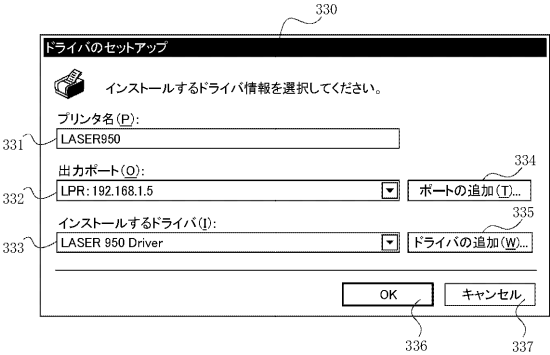 330
ドライバのセットアップ
インストールするドライバ情報を選択してください。
プリンタ名(P):
331
LASER950
出力ポート(O):
334
332
LPR:192.168.1.5
ポートの追加(T)...
インストールするドライバ(I):
335
333
LASER 950 Driver
ドライバの追加(W)...
OK
キャンセル
336
337